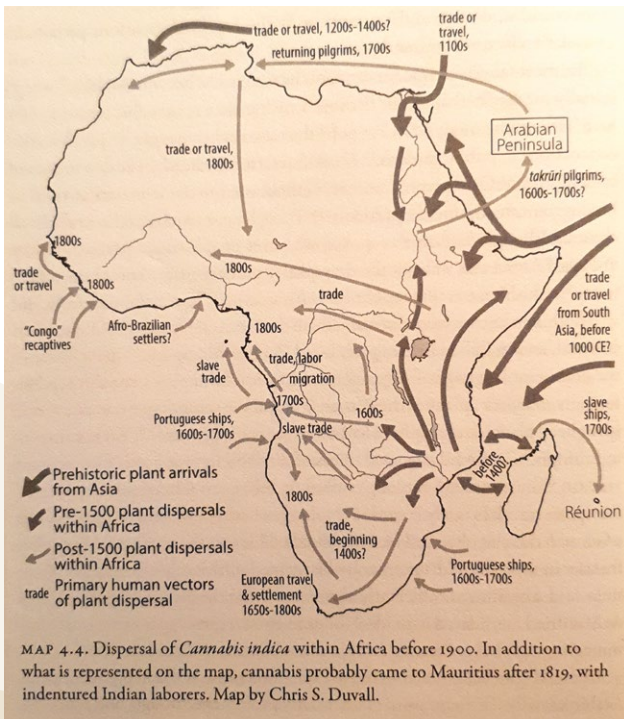 trade or travel, 1200s-1400s?
trade or
travel,
1100s
returning pilgrims, 1700s
Arabian
Peninsula
trade or travel,
1800s
takrūri pilgrims,
1600s-1700s?
1800s
trade
or travel
1800s
1800s
"Congo"
recaptives
Afro-Brazilian
settlers?
trade
1800s
trade
or travel
from South
Asia, before
1000 CE?
slave
trade
trade, labor
migration
1700s
1600s
Portuguese ships,
1600s-1700s
slave trade
slave
ships,
1700s
before
1400?
Réunion
1800s
trade,
beginning
1400s?
Portuguese ships,
1600s-1700s
European travel
& settlement
1650s-1800s
Prehistoric plant arrivals
from Asia
Pre-1500 plant dispersals
within Africa
Post-1500 plant dispersals
within Africa
trade Primary human vectors
of plant dispersal
MAP 4.4. Dispersal of Cannabis indica within Africa before 1900. In addition to
what is represented on the map, cannabis probably came to Mauritius after 1819, with
indentured Indian laborers. Map by Chris S. Duvall.